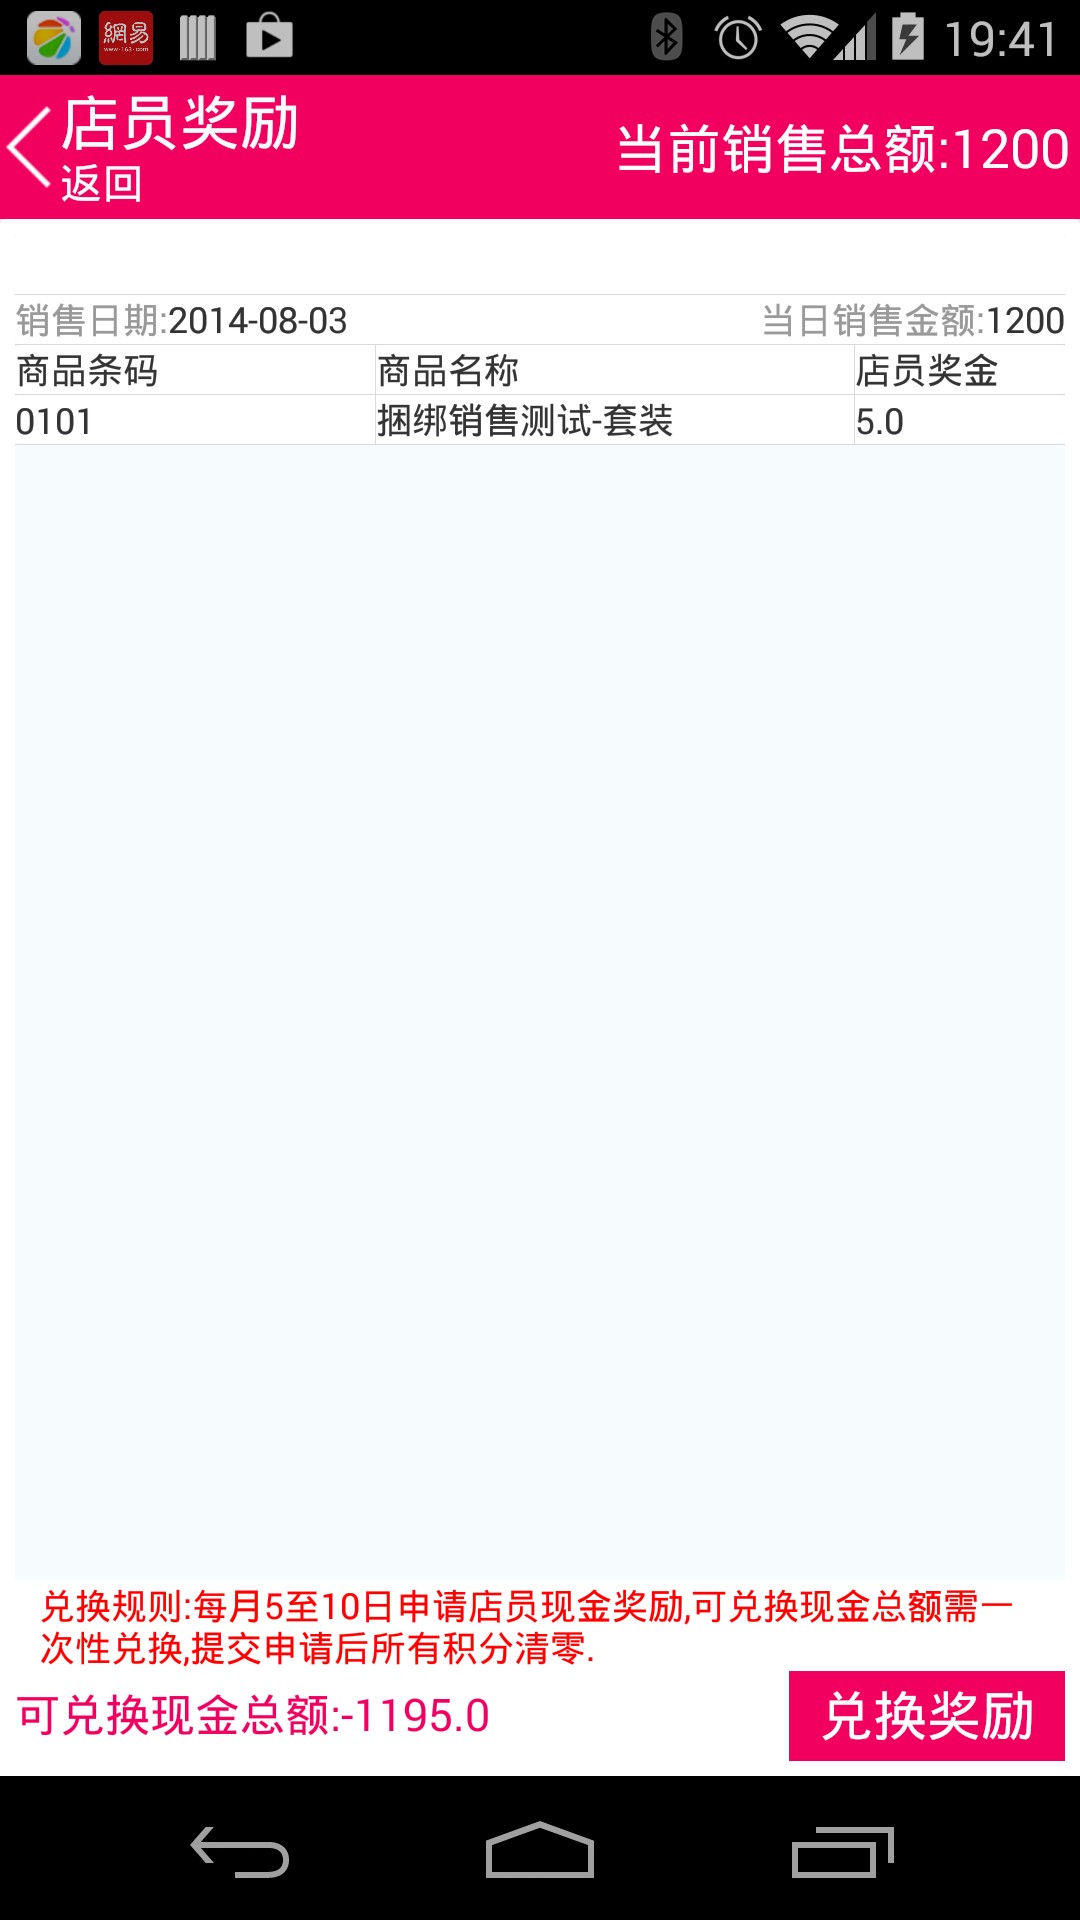 網易
www.163.com
19:41
店员奖励
返回
当前销售总额:1200
销售日期:2014-08-03 当日销售金额:1200
商品条码 商品名称 店员奖金
0101 捆绑销售测试-套装 5.0
兑换规则:每月5至10日申请店员现金奖励,可兑换现金总额需一
次性兑换,提交申请后所有积分清零.
可兑换现金总额:-1195.0
兑换奖励